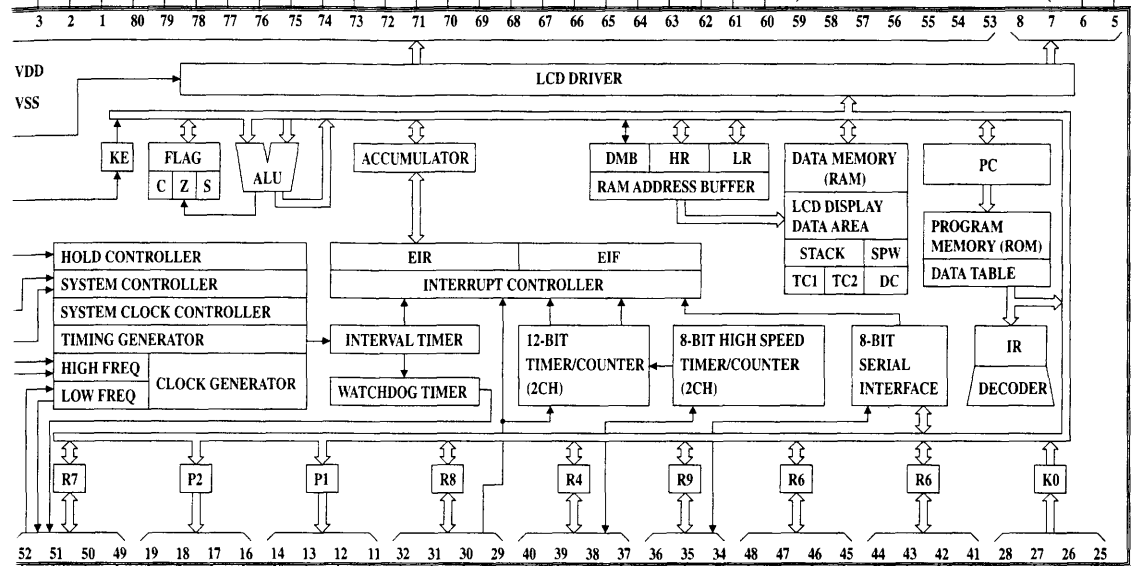 3 2 1 80 79 78 77 76 75 74 73 72 71 70 69 68 67 66 65 64 63 62 61 60 59 58 57 56 55 54 53 8 7 6 5
LCD DRIVER
VDD
VSS
KE
FLAG
C Z S
ALU
ACCUMULATOR
DMB HR LR
RAM ADDRESS BUFFER
DATA MEMORY
(RAM)
LCD DISPLAY
DATA AREA
STACK SPW
TC1 TC2 DC
PC
PROGRAM
MEMORY (ROM)
DATA TABLE
HOLD CONTROLLER
SYSTEM CONTROLLER
SYSTEM CLOCK CONTROLLER
TIMING GENERATOR
HIGH FREQ
LOW FREQ
CLOCK GENERATOR
EIR EIF
INTERRUPT CONTROLLER
INTERVAL TIMER
WATCHDOG TIMER
12-BIT
TIMER/COUNTER
(2CH)
8-BIT HIGH SPEED
TIMER/COUNTER
(2CH)
8-BIT
SERIAL
INTERFACE
IR
DECODER
R7 P2 P1 R8 R4 R9 R6 R6 K0
52 51 50 49 19 18 17 16 14 13 12 11 32 31 30 29 40 39 38 37 36 35 34 48 47 46 45 44 43 42 41 28 27 26 25